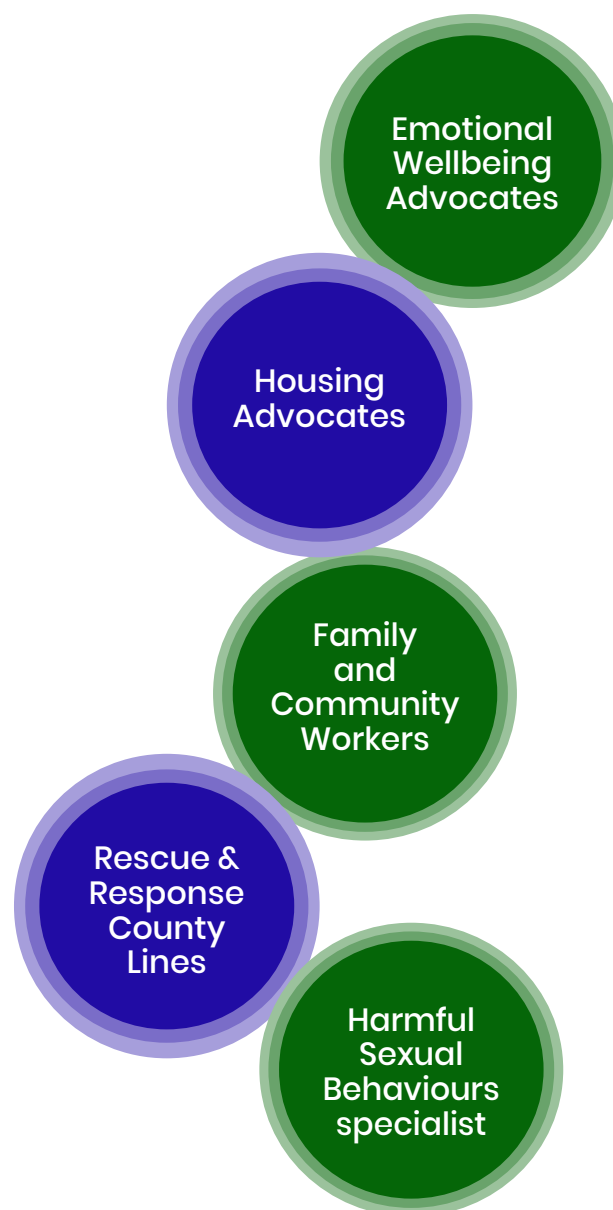 Emotional
Wellbeing
Advocates
Housing
Advocates
Family
and
Community
Workers
Rescue &
Response
County
Lines
Harmful
Sexual
Behaviours
specialist